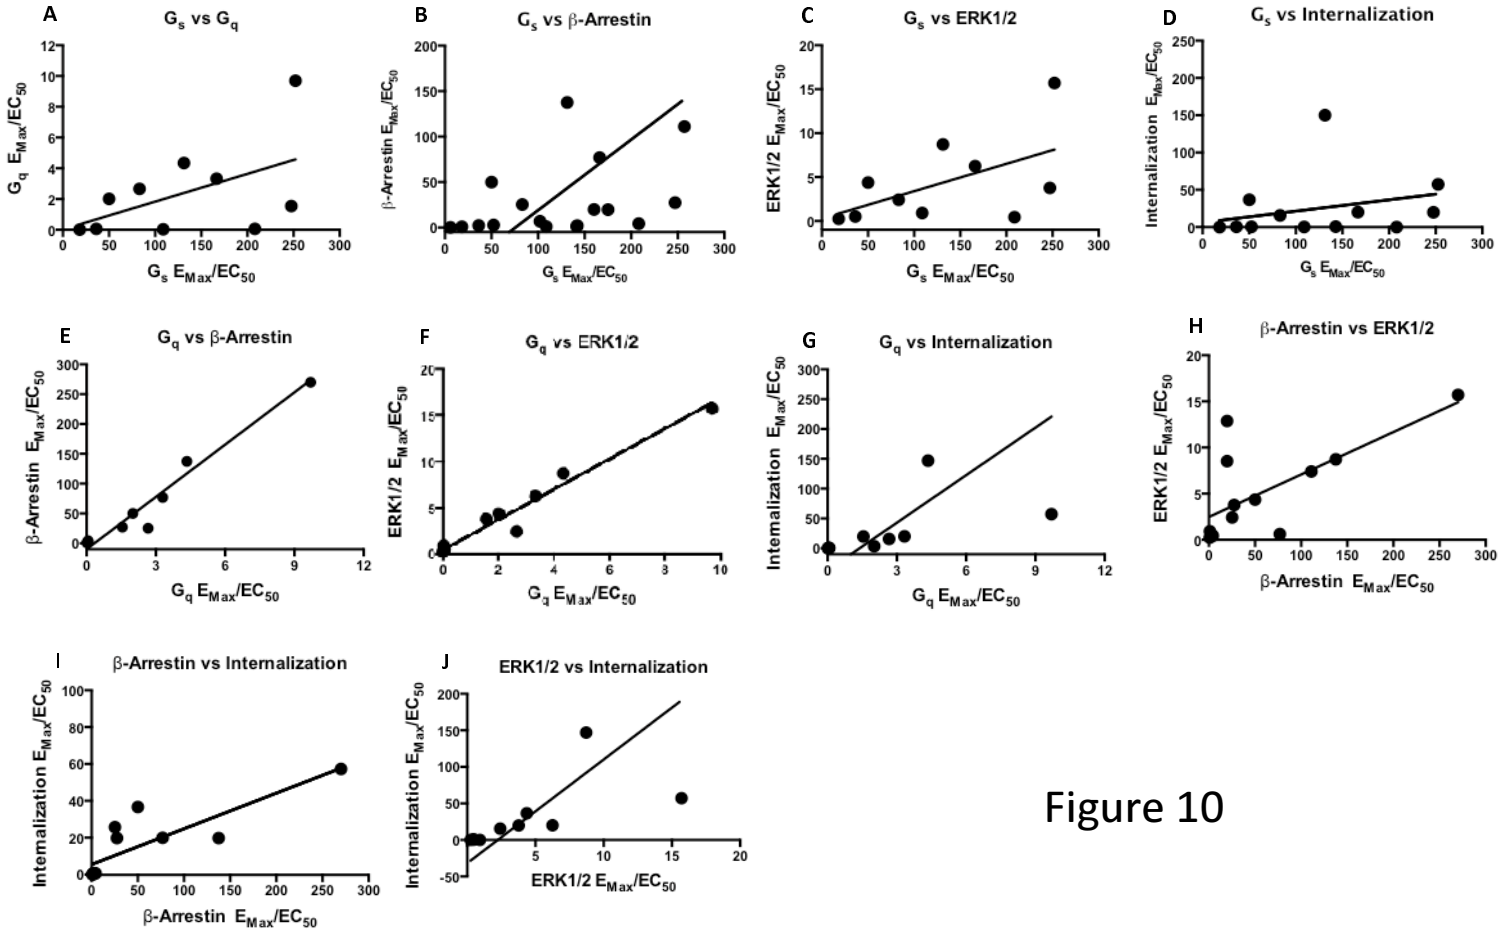 A
Gs vs Gq
12
10
8
6
4
2
0
0 50 100 150 200 250 300
Gq EMax/EC50
Gs EMax/EC50
B
Gs vs β-Arrestin
200
150
100
50
0
0 50 100 150 200 250 300
β-Arrestin EMax/EC50
Gs EMax/EC50
C
Gs vs ERK1/2
20
15
10
5
0
0 50 100 150 200 250 300
ERK1/2 EMax/EC50
Gs EMax/EC50
D
Gs vs Internalization
250
200
150
100
50
0
0 50 100 150 200 250 300
Internalization EMax/EC50
Gs EMax/EC50
E
Gq vs β-Arrestin
300
250
200
150
100
50
0
0 3 6 9 12
β-Arrestin EMax/EC50
Gq EMax/EC50
F
Gq vs ERK1/2
20
15
10
5
0
0 2 4 6 8 10
ERK1/2 EMax/EC50
Gq EMax/EC50
G
Gq vs Internalization
300
250
200
150
100
50
0
0 3 6 9 12
Internalization EMax/EC50
Gq EMax/EC50
H
β-Arrestin vs ERK1/2
20
15
10
5
0
0 50 100 150 200 250 300
ERK1/2 EMax/EC50
β-Arrestin EMax/EC50
I
β-Arrestin vs Internalization
100
80
60
40
20
0
0 50 100 150 200 250 300
Internalization EMax/EC50
β-Arrestin EMax/EC50
J
ERK1/2 vs Internalization
200
150
100
50
0
-50
5 10 15 20
Internalization EMax/EC50
ERK1/2 EMax/EC50
Figure 10